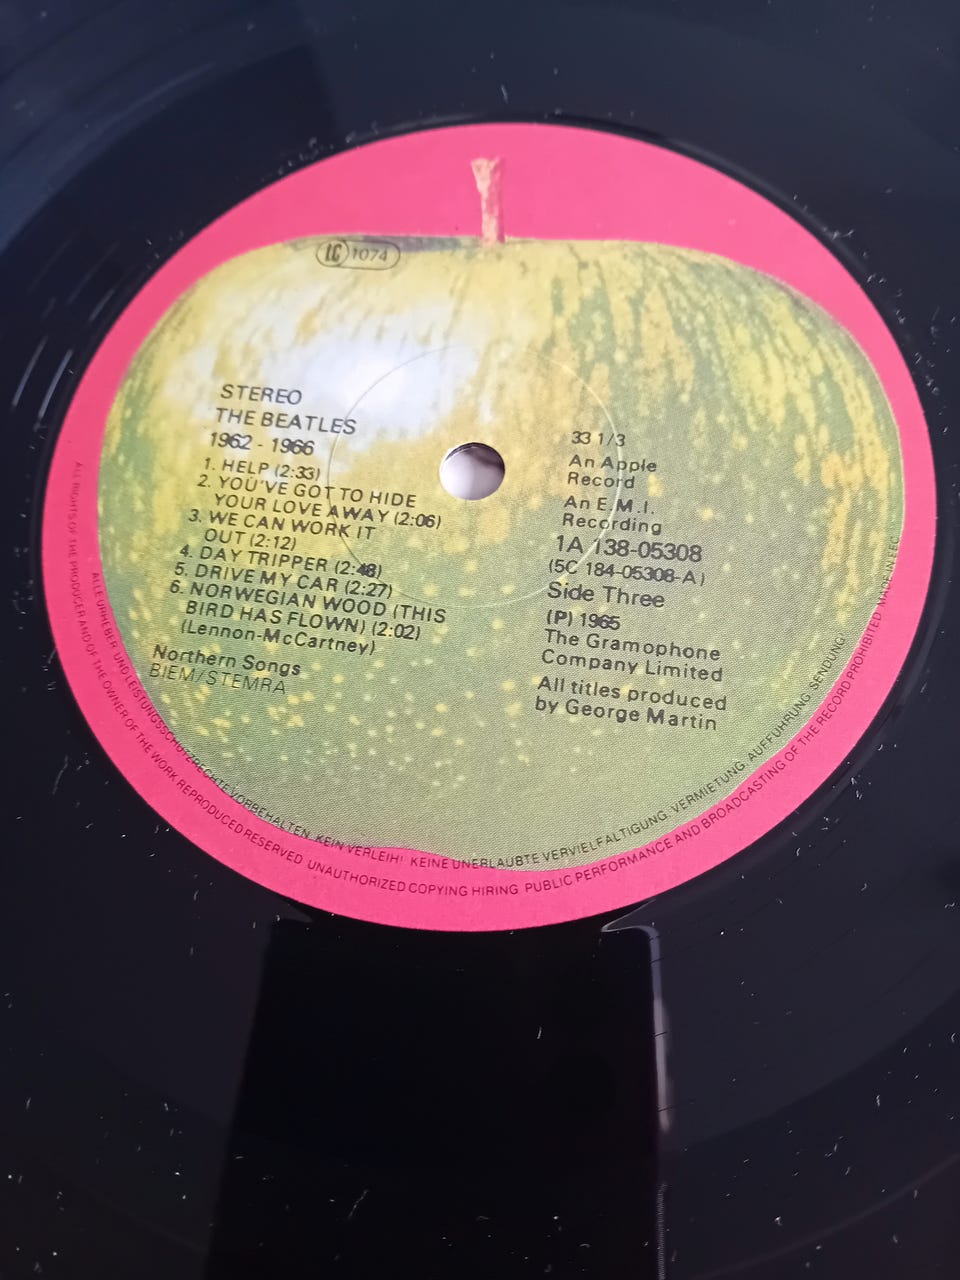 LC 1074
STEREO
THE BEATLES
1962 - 1966
1. HELP (2:33)
2. YOU'VE GOT TO HIDE
YOUR LOVE AWAY (2:06)
3. WE CAN WORK IT
OUT (2:12)
4. DAY TRIPPER (2:48)
5. DRIVE MY CAR (2:27)
6. NORWEGIAN WOOD (THIS
BIRD HAS FLOWN) (2:02)
(Lennon-McCartney)
Northern Songs
BIEM/STEMRA
33 1/3
An Apple
Record
An E.M.I.
Recording
1A 138-05308
(5C 184-05308-A)
Side Three
(P) 1965
The Gramophone
Company Limited
All titles produced
by George Martin
ALLE URHEBER UND LEISTUNGSSCHUTZRECHTE VORBEHALTEN. KEIN VERLEIH! KEINE UNERLAUBTE VERVIELFALTIGUNG. VERMIETUNG. AUFFUHRUNG. SENDUNG!
ALL RIGHTS OF THE PRODUCER AND OF THE OWNER OF THE WORK REPRODUCED RESERVED UNAUTHORIZED COPYING HIRING PUBLIC PERFORMANCE AND BROADCASTING OF THE RECORD PROHIBITED MADE IN EEC